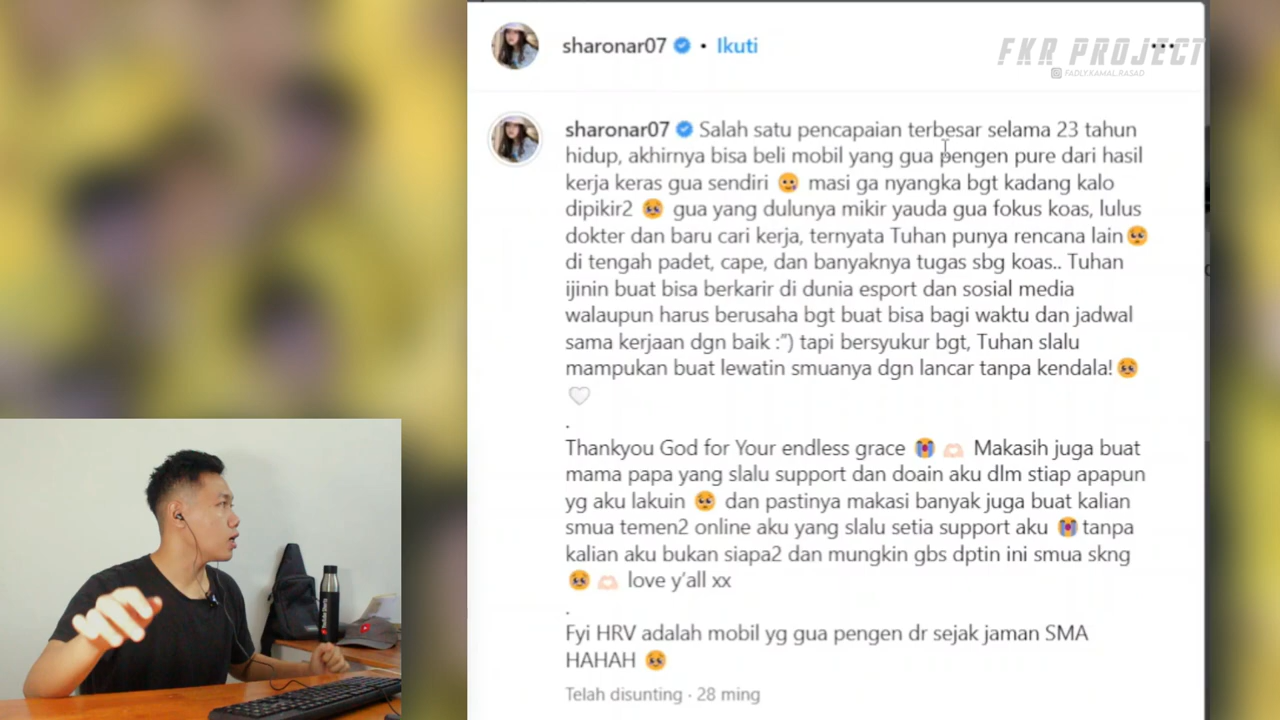 sharonar07 • Ikuti
FKR PROJECT
FADLY.KAMAL.RASAD
sharonar07 Salah satu pencapaian terbesar selama 23 tahun
hidup, akhirnya bisa beli mobil yang gua pengen pure dari hasil
kerja keras gua sendiri 🥲 masi ga nyangka bgt kadang kalo
dipikir2 🥹 gua yang dulunya mikir yauda gua fokus koas, lulus
dokter dan baru cari kerja, ternyata Tuhan punya rencana lain🥺
di tengah padet, cape, dan banyaknya tugas sbg koas.. Tuhan
ijinin buat bisa berkarir di dunia esport dan sosial media
walaupun harus berusaha bgt buat bisa bagi waktu dan jadwal
sama kerjaan dgn baik :") tapi bersyukur bgt, Tuhan slalu
mampukan buat lewatin smuanya dgn lancar tanpa kendala! 🥹
🤍
.
Thankyou God for Your endless grace 😭 🫶🏻 Makasih juga buat
mama papa yang slalu support dan doain aku dlm stiap apapun
yg aku lakuin 🥺 dan pastinya makasi banyak juga buat kalian
smua temen2 online aku yang slalu setia support aku 😭 tanpa
kalian aku bukan siapa2 dan mungkin gbs dptin ini smua skng
🥹 🫶🏻 love y'all xx
.
Fyi HRV adalah mobil yg gua pengen dr sejak jaman SMA
HAHAH 🥹
Telah disunting · 28 ming